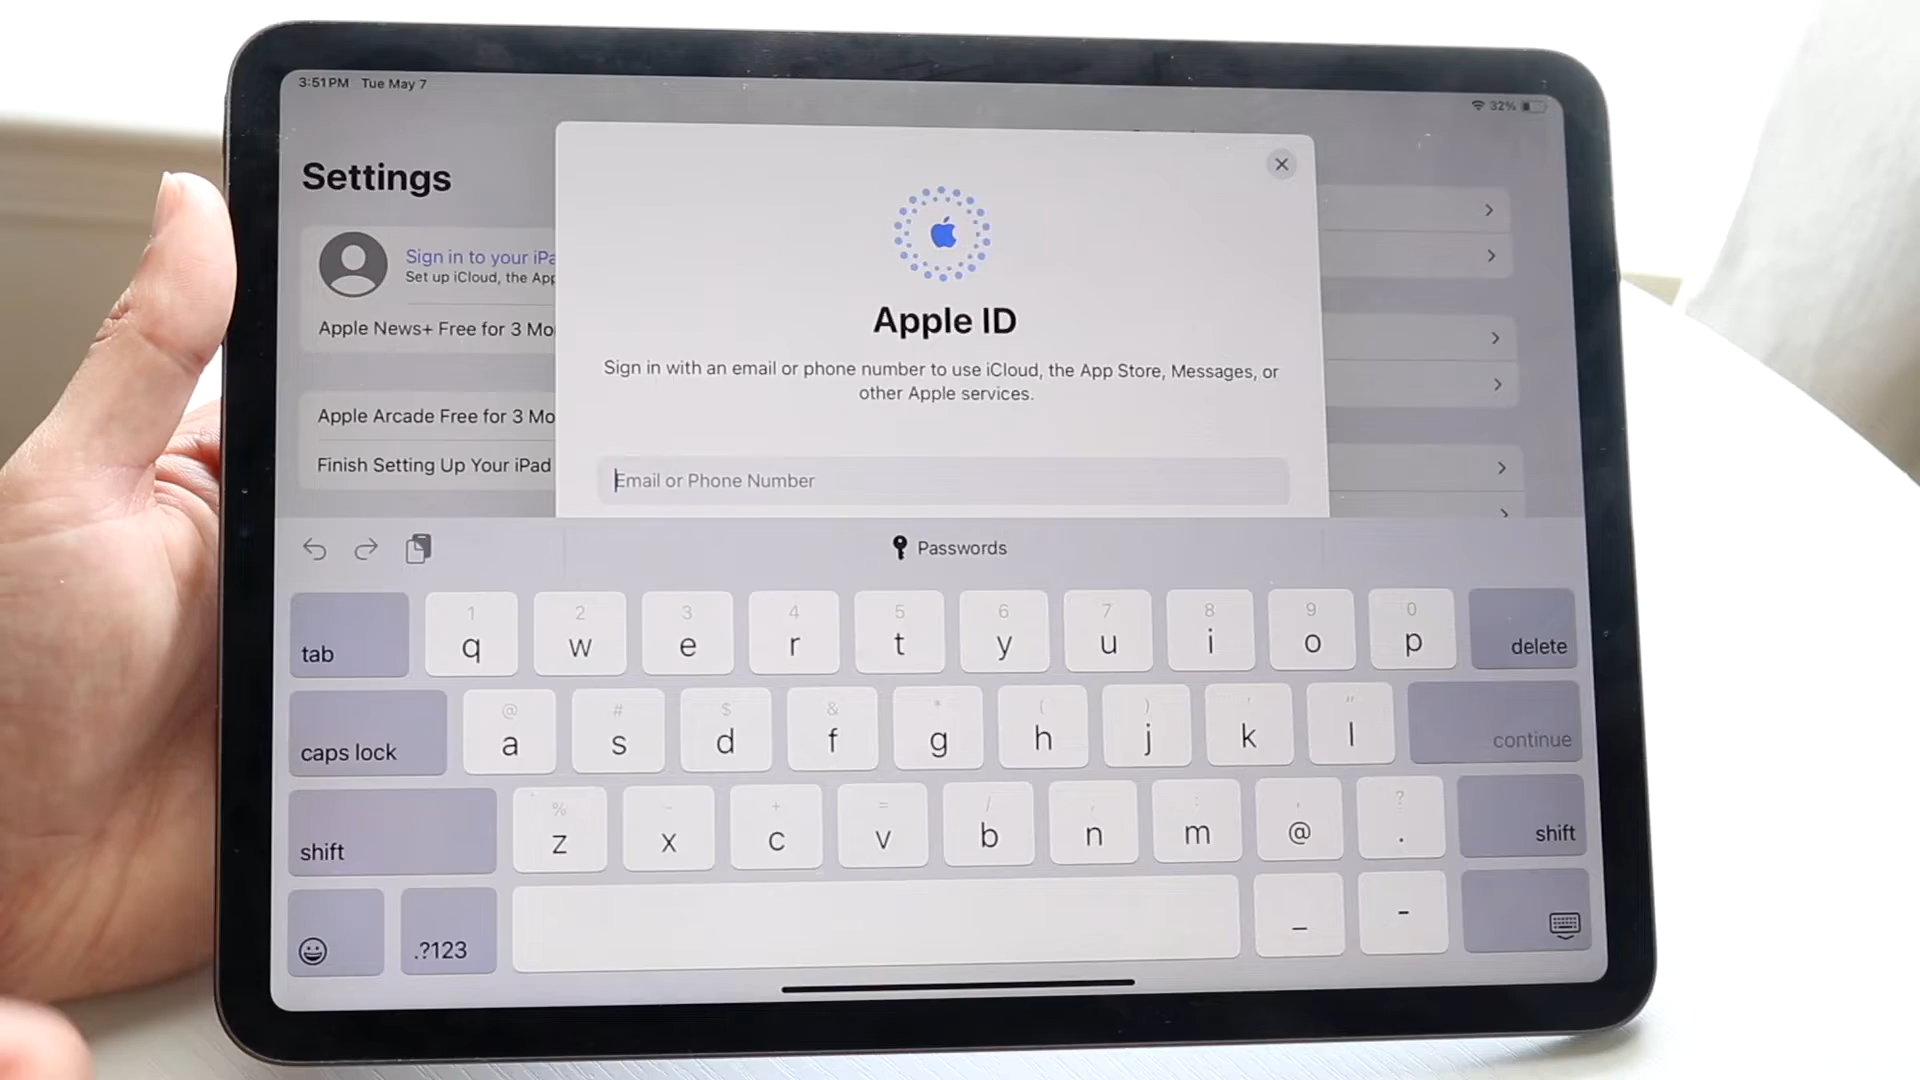 3:51 PM Tue May 7
32%
Settings
Sign in to your iPa
Set up iCloud, the App
Apple News+ Free for 3 Mo
Apple Arcade Free for 3 Mo
Finish Setting Up Your iPad
Apple ID
Sign in with an email or phone number to use iCloud, the App Store, Messages, or
other Apple services.
Email or Phone Number
Passwords
1 2 3 4 5 6 7 8 9 0
tab q w e r t y u i o p delete
@ # $ & * ( ) ' "
caps lock a s d f g h j k l continue
% - + = / ; : , ?
shift z x c v b n m @ . shift
.?123 _ -